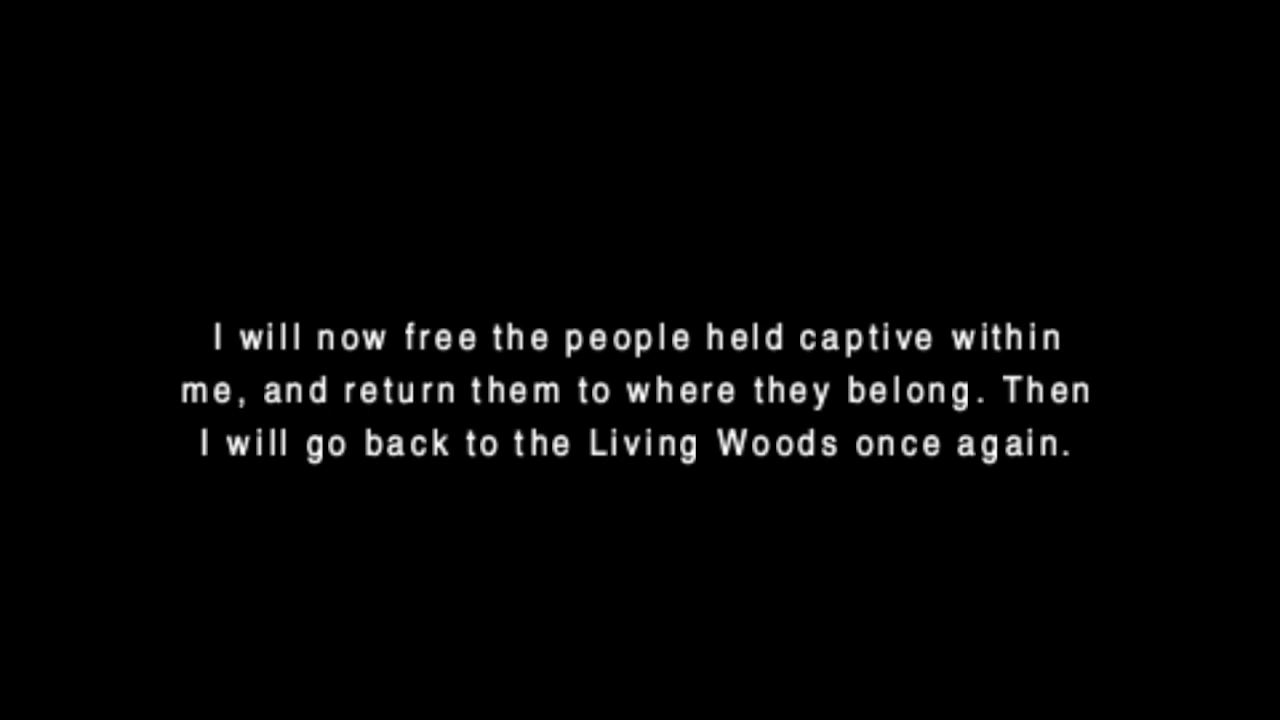 I will now free the people held captive within
me, and return them to where they belong. Then
I will go back to the Living Woods once again.